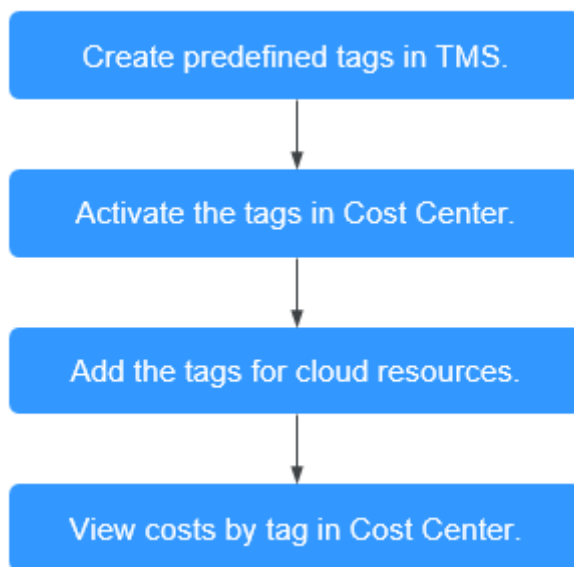 Create predefined tags in TMS.
Activate the tags in Cost Center.
Add the tags for cloud resources.
View costs by tag in Cost Center.